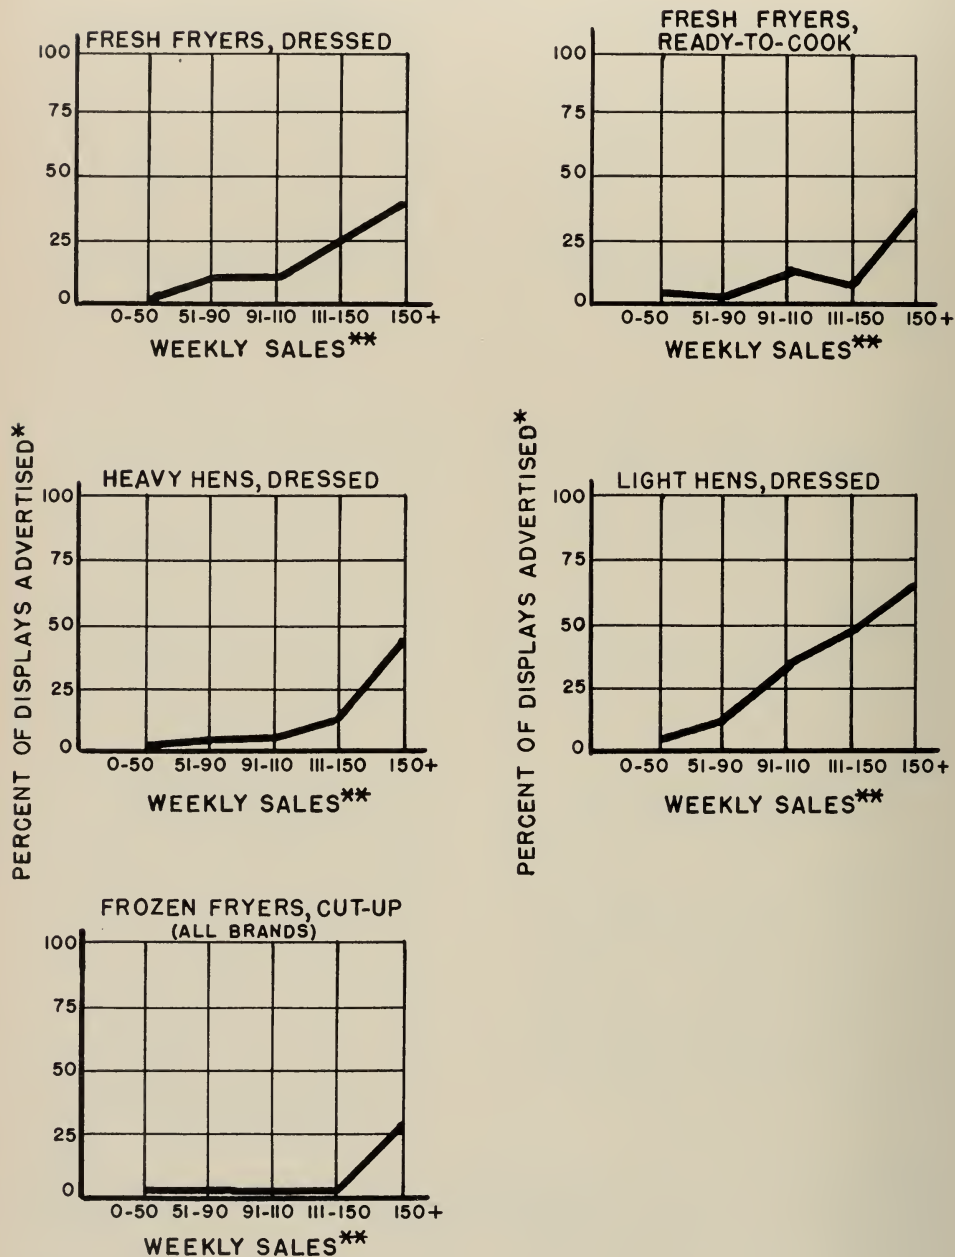 FRESH FRYERS, DRESSED
100
75
50
25
0
0-50 51-90 91-110 111-150 150+
WEEKLY SALES**
FRESH FRYERS,
READY-TO-COOK
100
75
50
25
0
0-50 51-90 91-110 111-150 150+
WEEKLY SALES**
PERCENT OF DISPLAYS ADVERTISED*
HEAVY HENS, DRESSED
100
75
50
25
0
0-50 51-90 91-110 111-150 150+
WEEKLY SALES**
PERCENT OF DISPLAYS ADVERTISED*
LIGHT HENS, DRESSED
100
75
50
25
0
0-50 51-90 91-110 111-150 150+
WEEKLY SALES**
FROZEN FRYERS, CUT-UP
(ALL BRANDS)
100
75
50
25
0
0-50 51-90 91-110 111-150 150+
WEEKLY SALES**